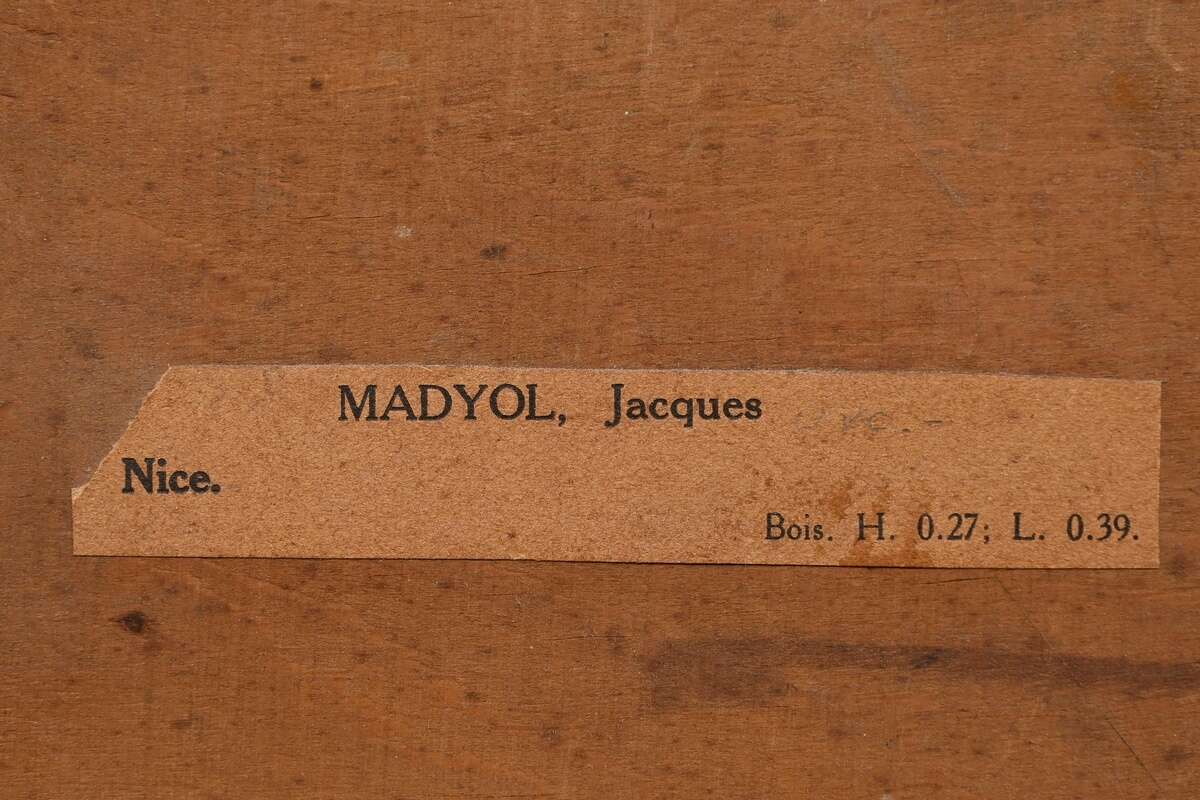 MADYOL, Jacques
Nice.
Bois. H. 0.27; L. 0.39.